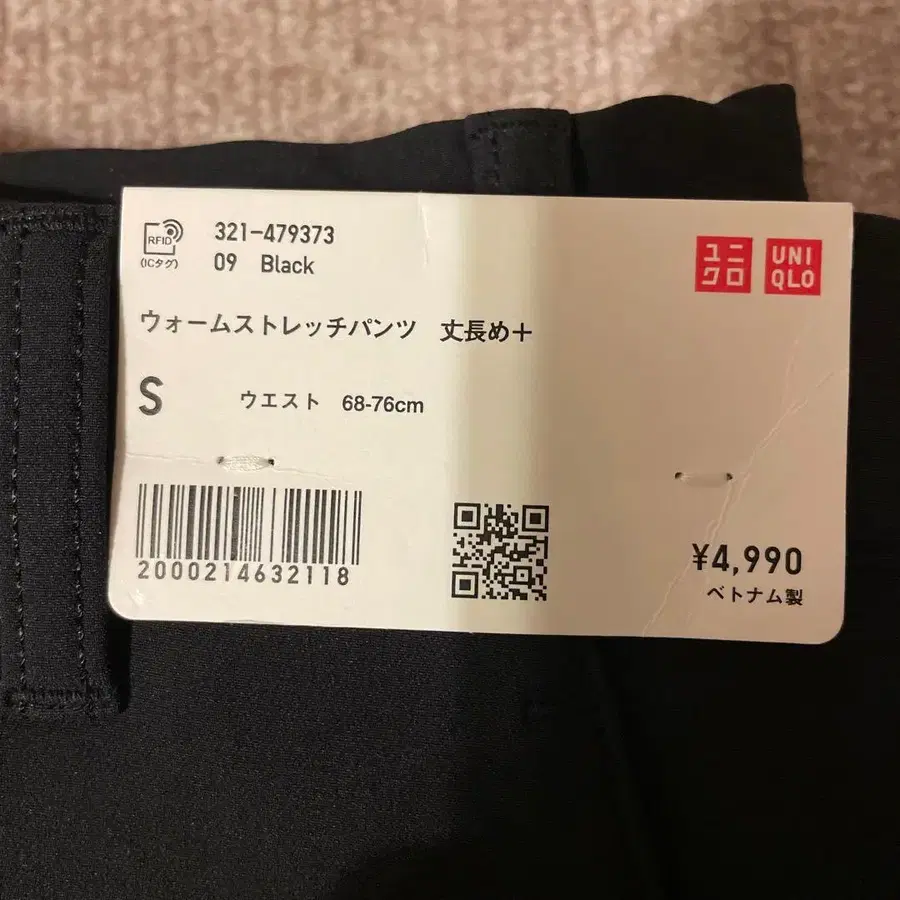 RFID
(ICタグ)
321-479373
09 Black
ユニ
クロ
UNI
QLO
ウォームストレッチパンツ 丈長め＋
S
ウエスト 68-76cm
2000214632118
¥4,990
ベトナム製